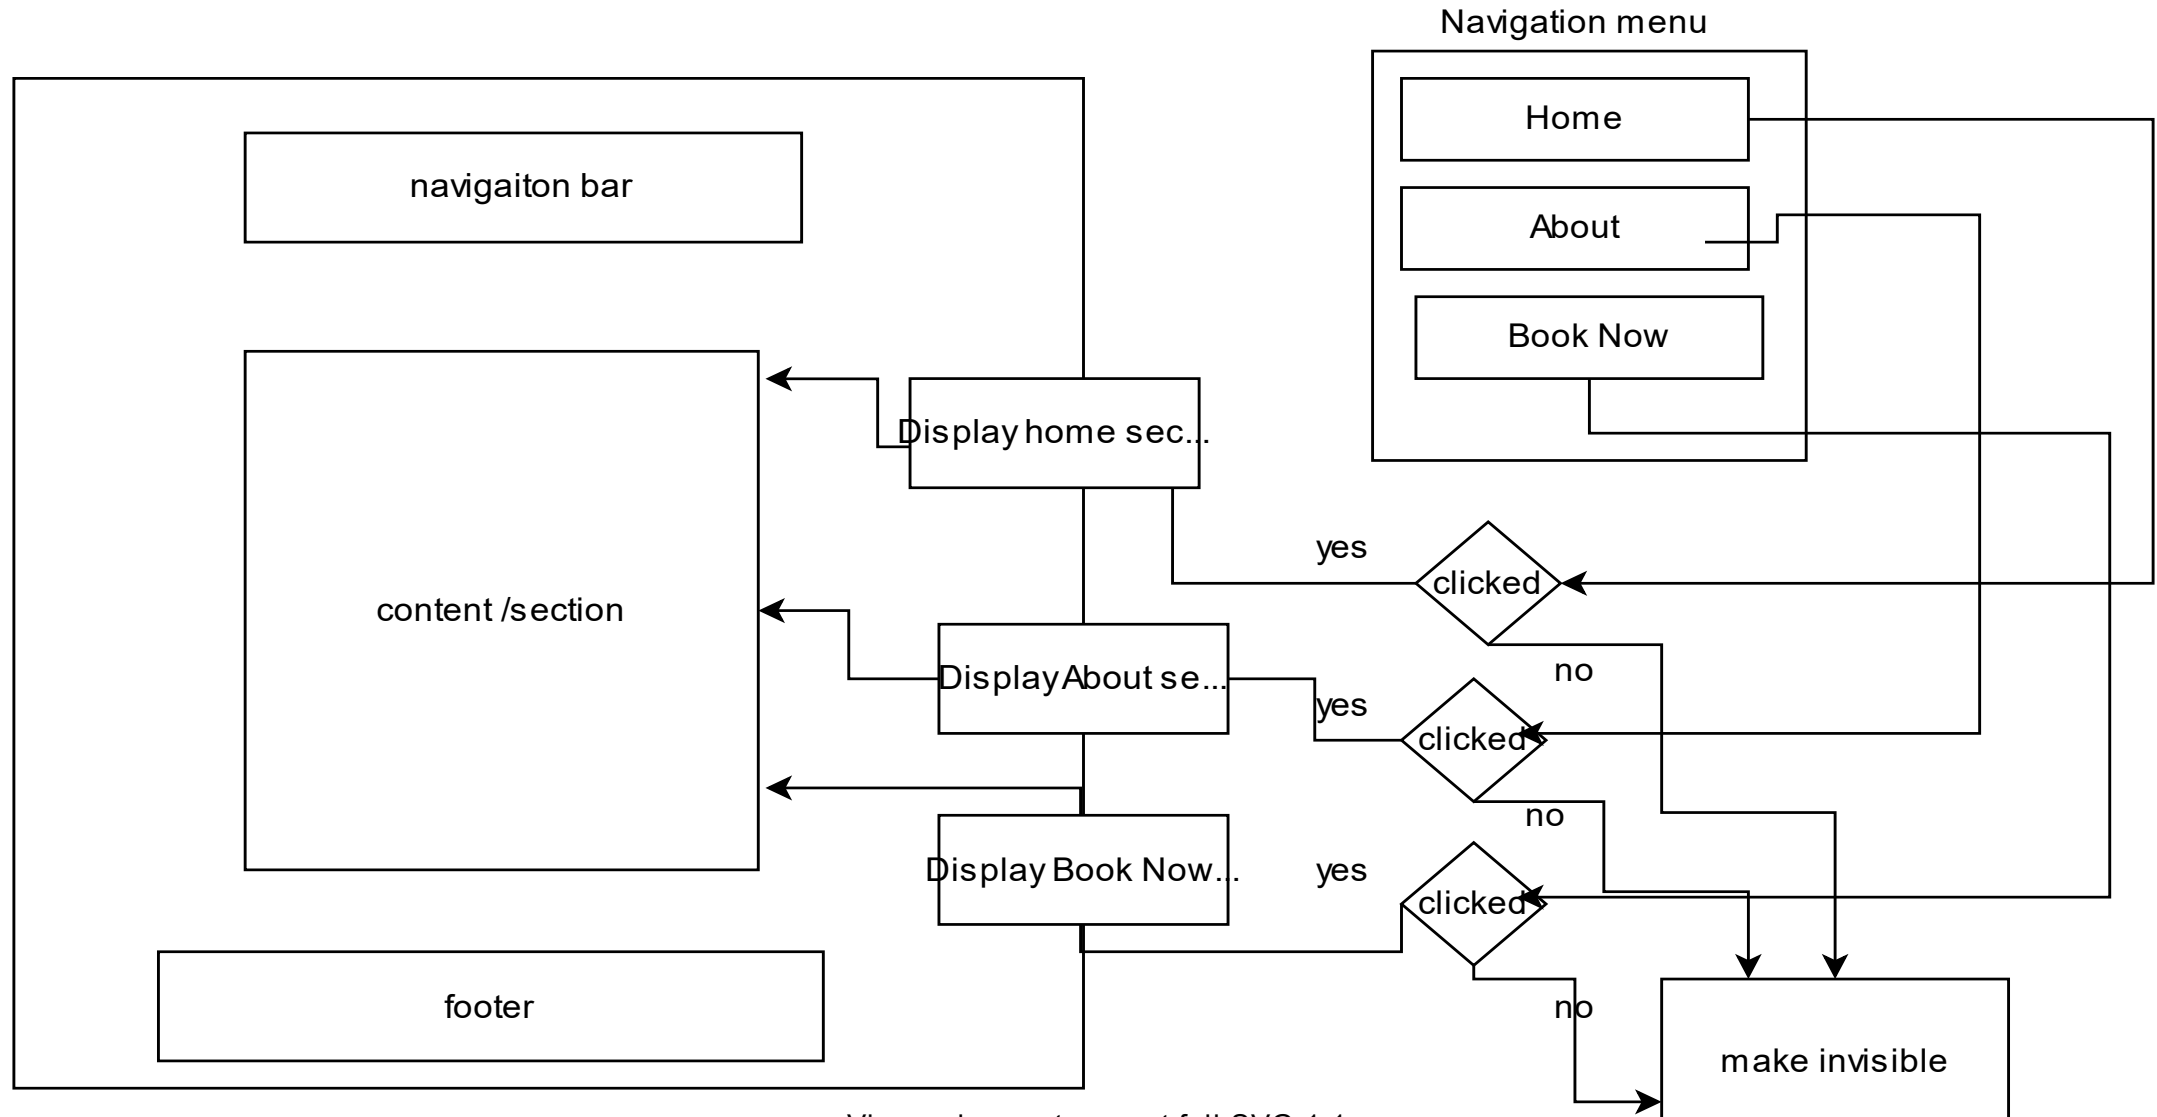 Navigation menu
Home
navigaiton bar
About
Book Now
Display home sec...
yes
clicked
content /section
no
Display About se...
yes
clicked
no
Display Book Now...
yes
clicked
footer
no
make invisible